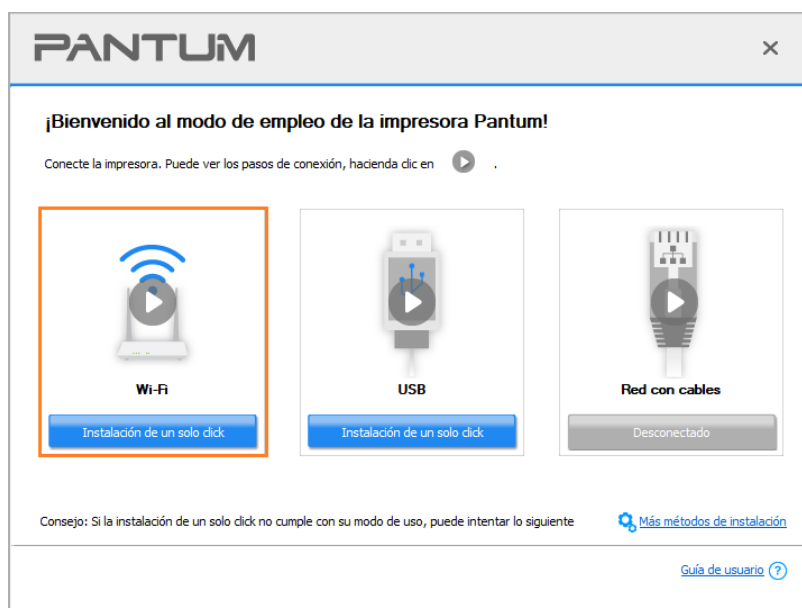 PANTUM
¡Bienvenido al modo de empleo de la impresora Pantum!
Conecte la impresora. Puede ver los pasos de conexión, hacienda clic en .
Wi-Fi
Instalación de un solo click
USB
Instalación de un solo click
Red con cables
Desconectado
Consejo: Si la instalación de un solo click no cumple con su modo de uso, puede intentar lo siguiente
Más métodos de instalación
Guía de usuario ?